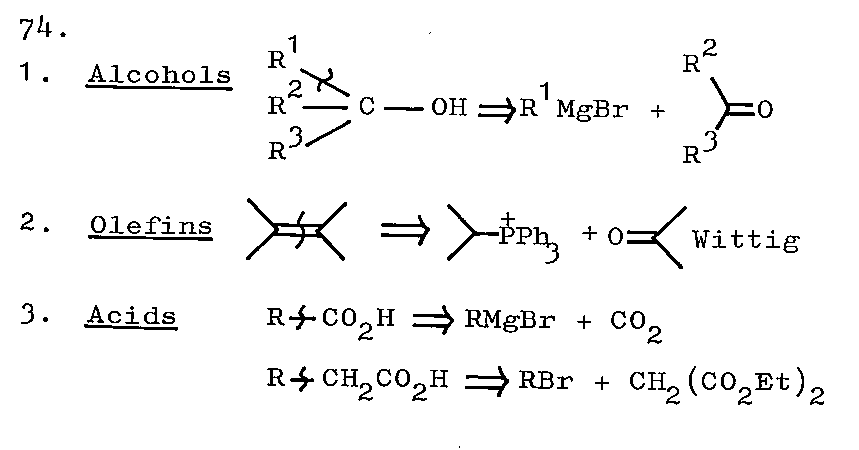 74.
1. Alcohols R¹ R² R³ C — OH ⇒ R¹MgBr + R² R³ =O
2. Olefins ⇒ ⁺PPh₃ + O= Wittig
3. Acids R CO₂H ⇒ RMgBr + CO₂
R CH₂CO₂H ⇒ RBr + CH₂(CO₂Et)₂